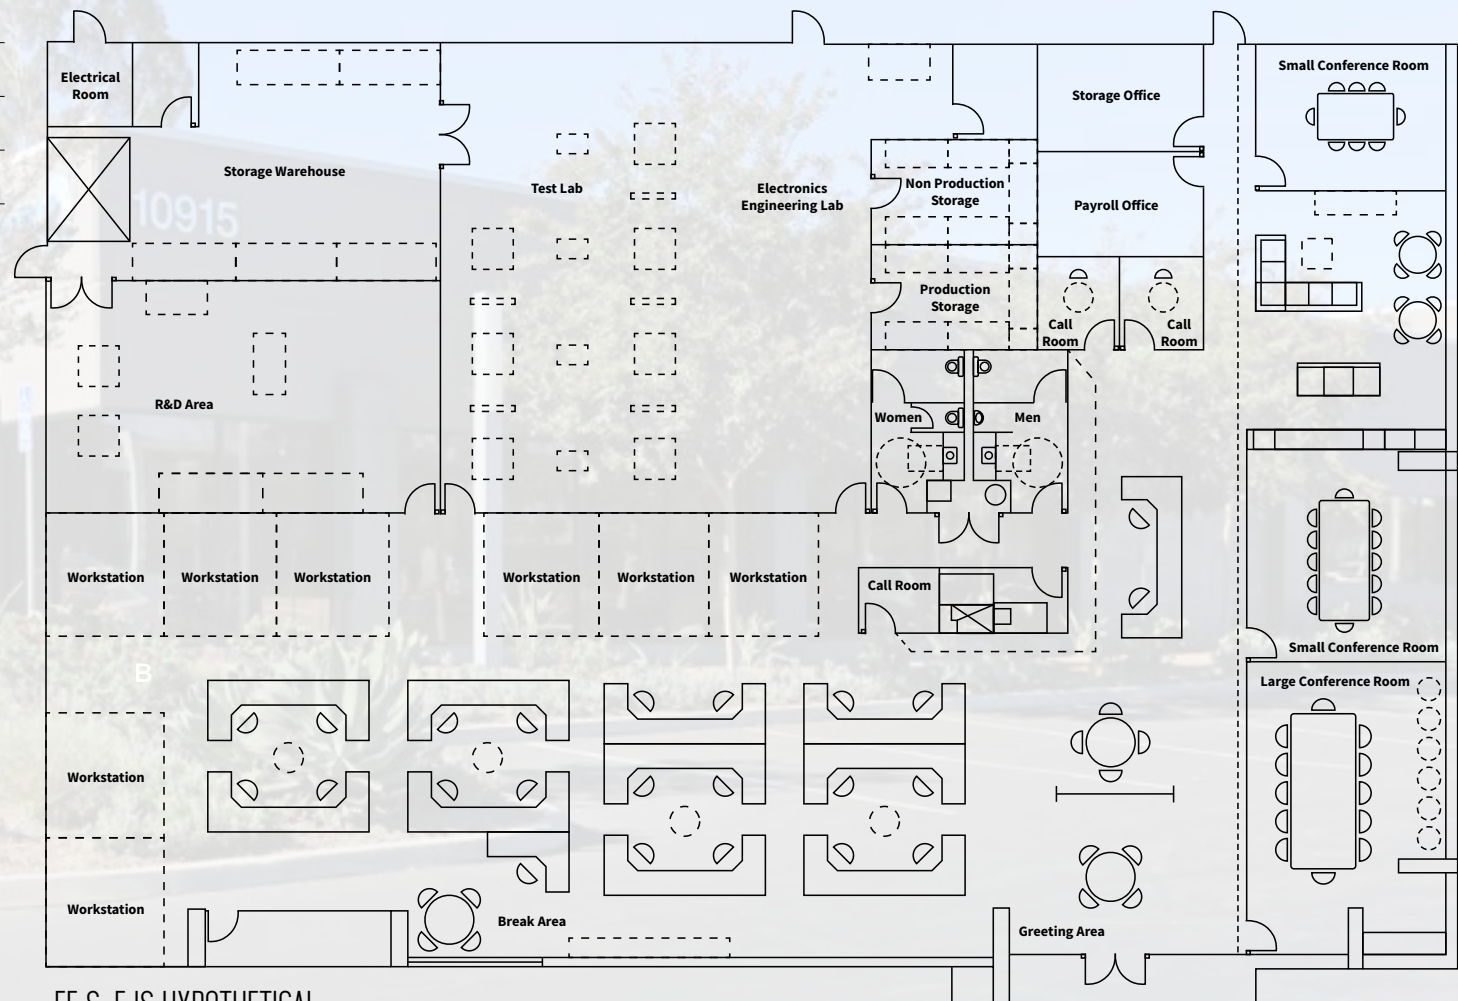 Electrical
Room
Small Conference Room
Storage Office
Storage Warehouse
Test Lab
Electronics
Engineering Lab
Non Production
Storage
Payroll Office
10915
Production
Storage
Call
Room
Call
Room
R&D Area
Women
Men
Workstation
Workstation
Workstation
Workstation
Workstation
Workstation
Call Room
Small Conference Room
B
Large Conference Room
Workstation
Workstation
Break Area
Greeting Area